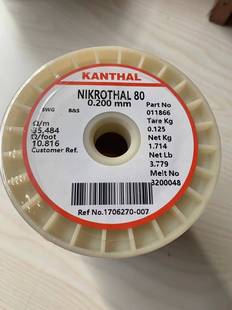 KANTHAL
NIKROTHAL 80
0.200 mm
SWG B&S
Ω/m
35.484
Ω/foot
10.816
Customer Ref.
Part No
011866
Tare Kg
0.125
Net Kg
1.714
Net Lb
3.779
Melt No
3200048
Ref No.1706270-007